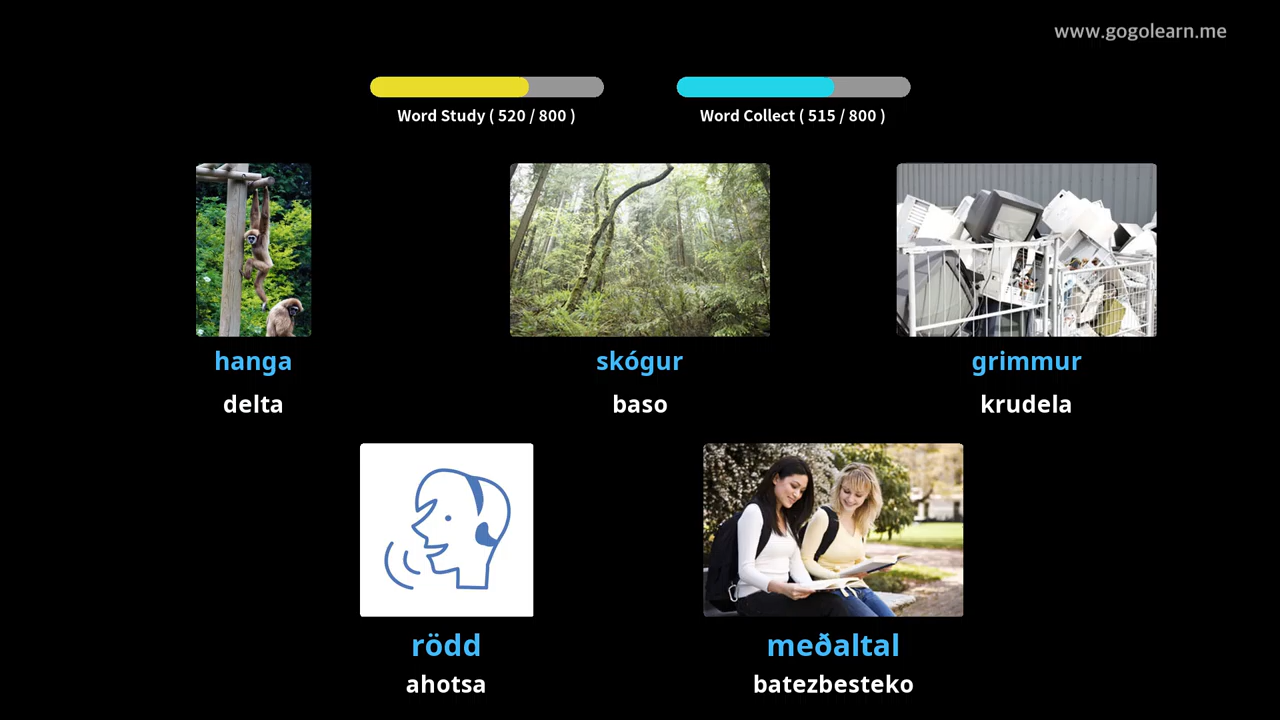 www.gogolearn.me
Word Study ( 520 / 800 )
Word Collect ( 515 / 800 )
hanga
skógur
grimmur
delta
baso
krudela
rödd
meðaltal
ahotsa
batezbesteko